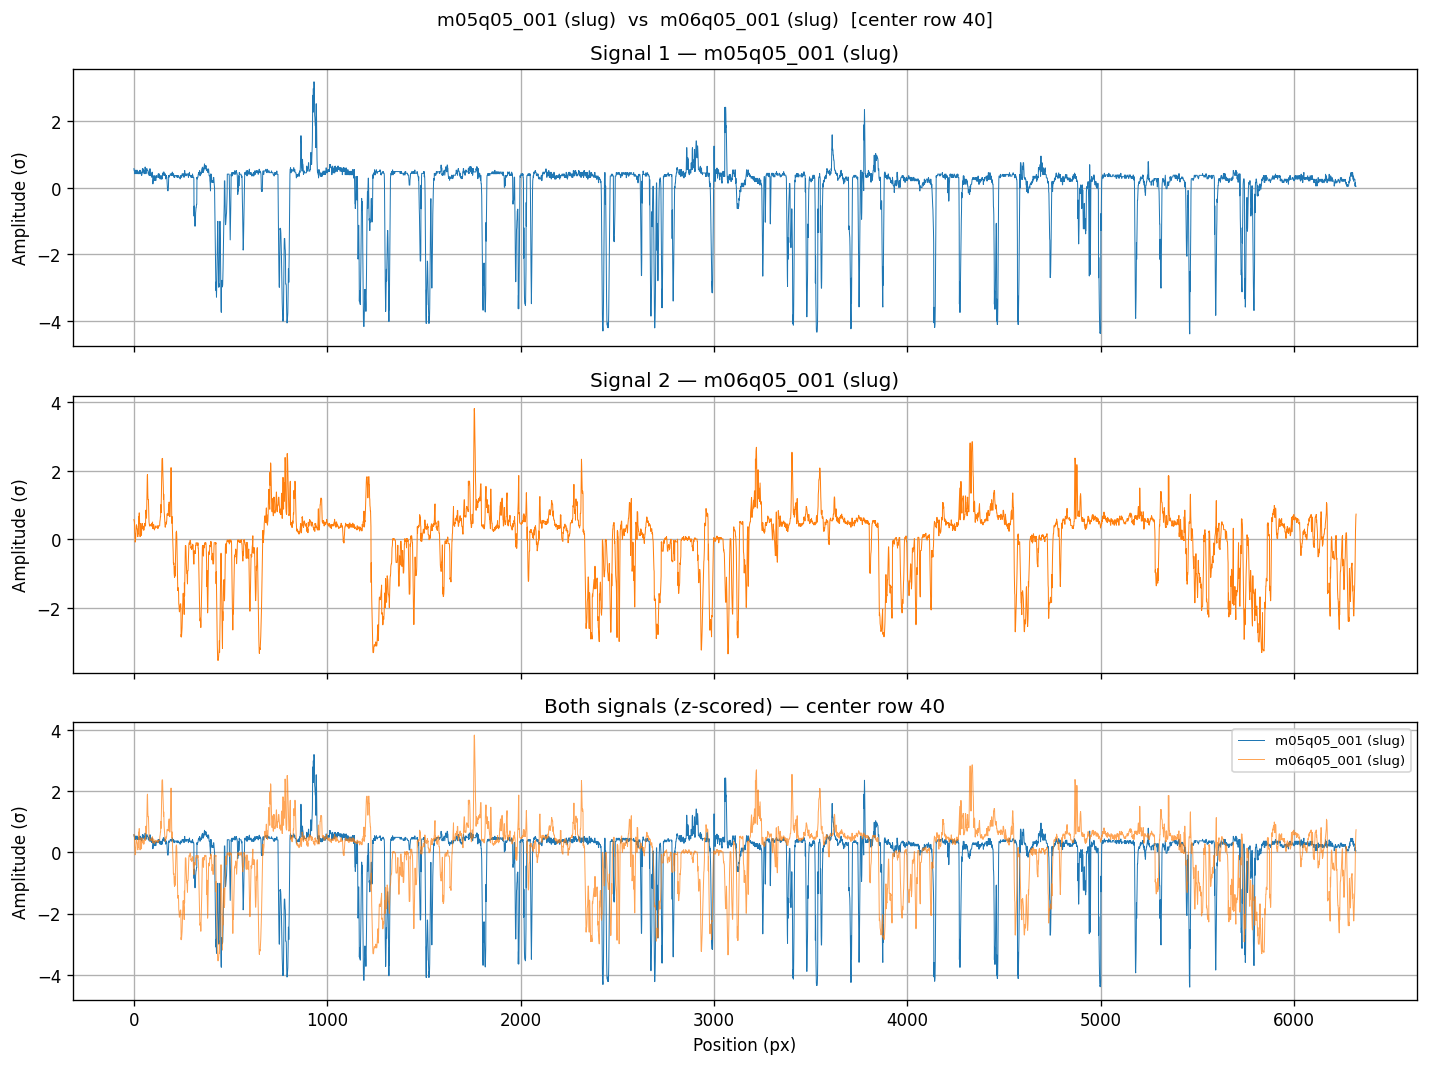 m05q05_001 (slug)  vs  m06q05_001 (slug)  [center row 40]
Signal 1 — m05q05_001 (slug)
Amplitude (σ)
2
0
−2
−4
Signal 2 — m06q05_001 (slug)
Amplitude (σ)
4
2
0
−2
Both signals (z-scored) — center row 40
Amplitude (σ)
4
2
0
−2
−4
m05q05_001 (slug)
m06q05_001 (slug)
0 1000 2000 3000 4000 5000 6000
Position (px)